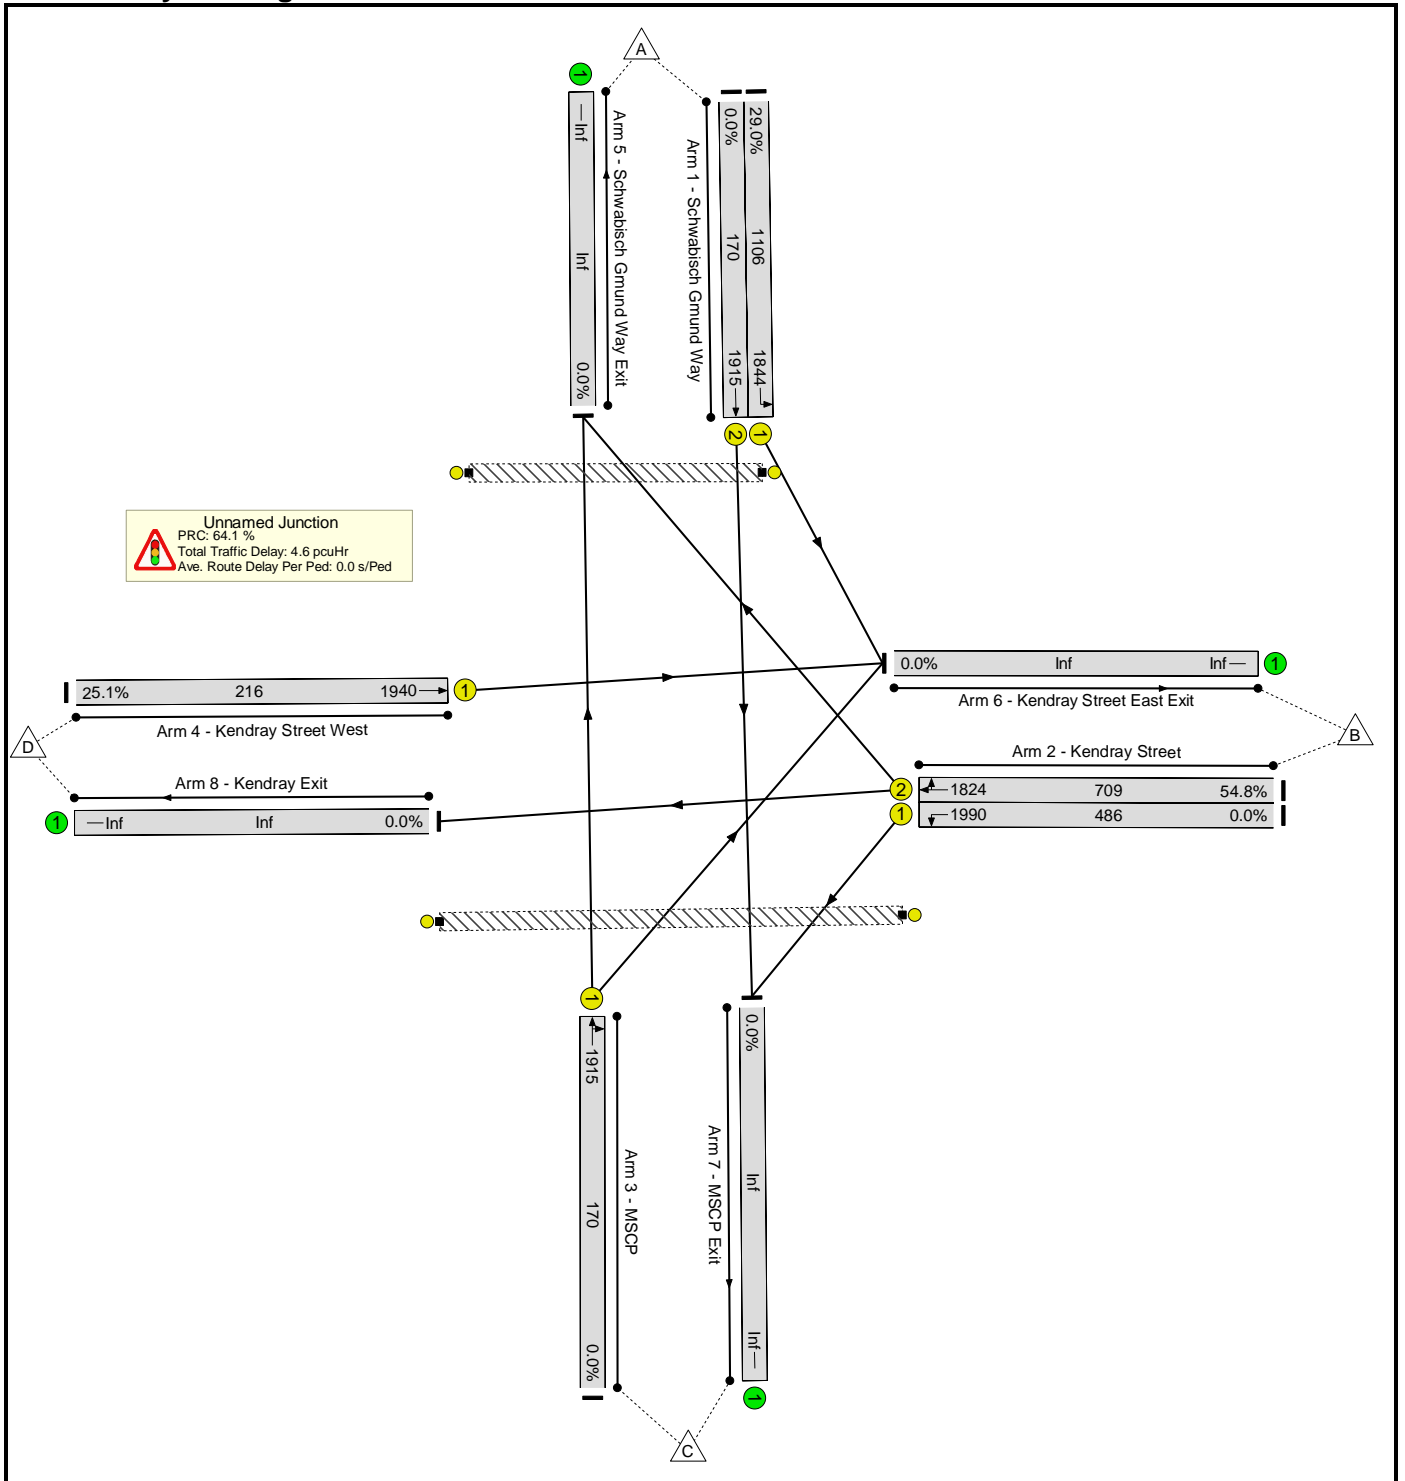 A
1
Arm 5 - Schwabisch Gmund Way Exit
Inf
Inf
0.0%
Arm 1 - Schwabisch Gmund Way
0.0%
170
1915
29.0%
1106
1844
2
1
Unnamed Junction
PRC: 64.1 %
Total Traffic Delay: 4.6 pcuHr
Ave. Route Delay Per Ped: 0.0 s/Ped
25.1% 216 1940
1
Arm 4 - Kendray Street West
D
Arm 8 - Kendray Exit
1
Inf Inf 0.0%
0.0% Inf Inf
1
Arm 6 - Kendray Street East Exit
B
Arm 2 - Kendray Street
2
1824 709 54.8%
1
1990 486 0.0%
1
1915
170
0.0%
Arm 3 - MSCP
Arm 7 - MSCP Exit
0.0%
Inf
Inf
1
C